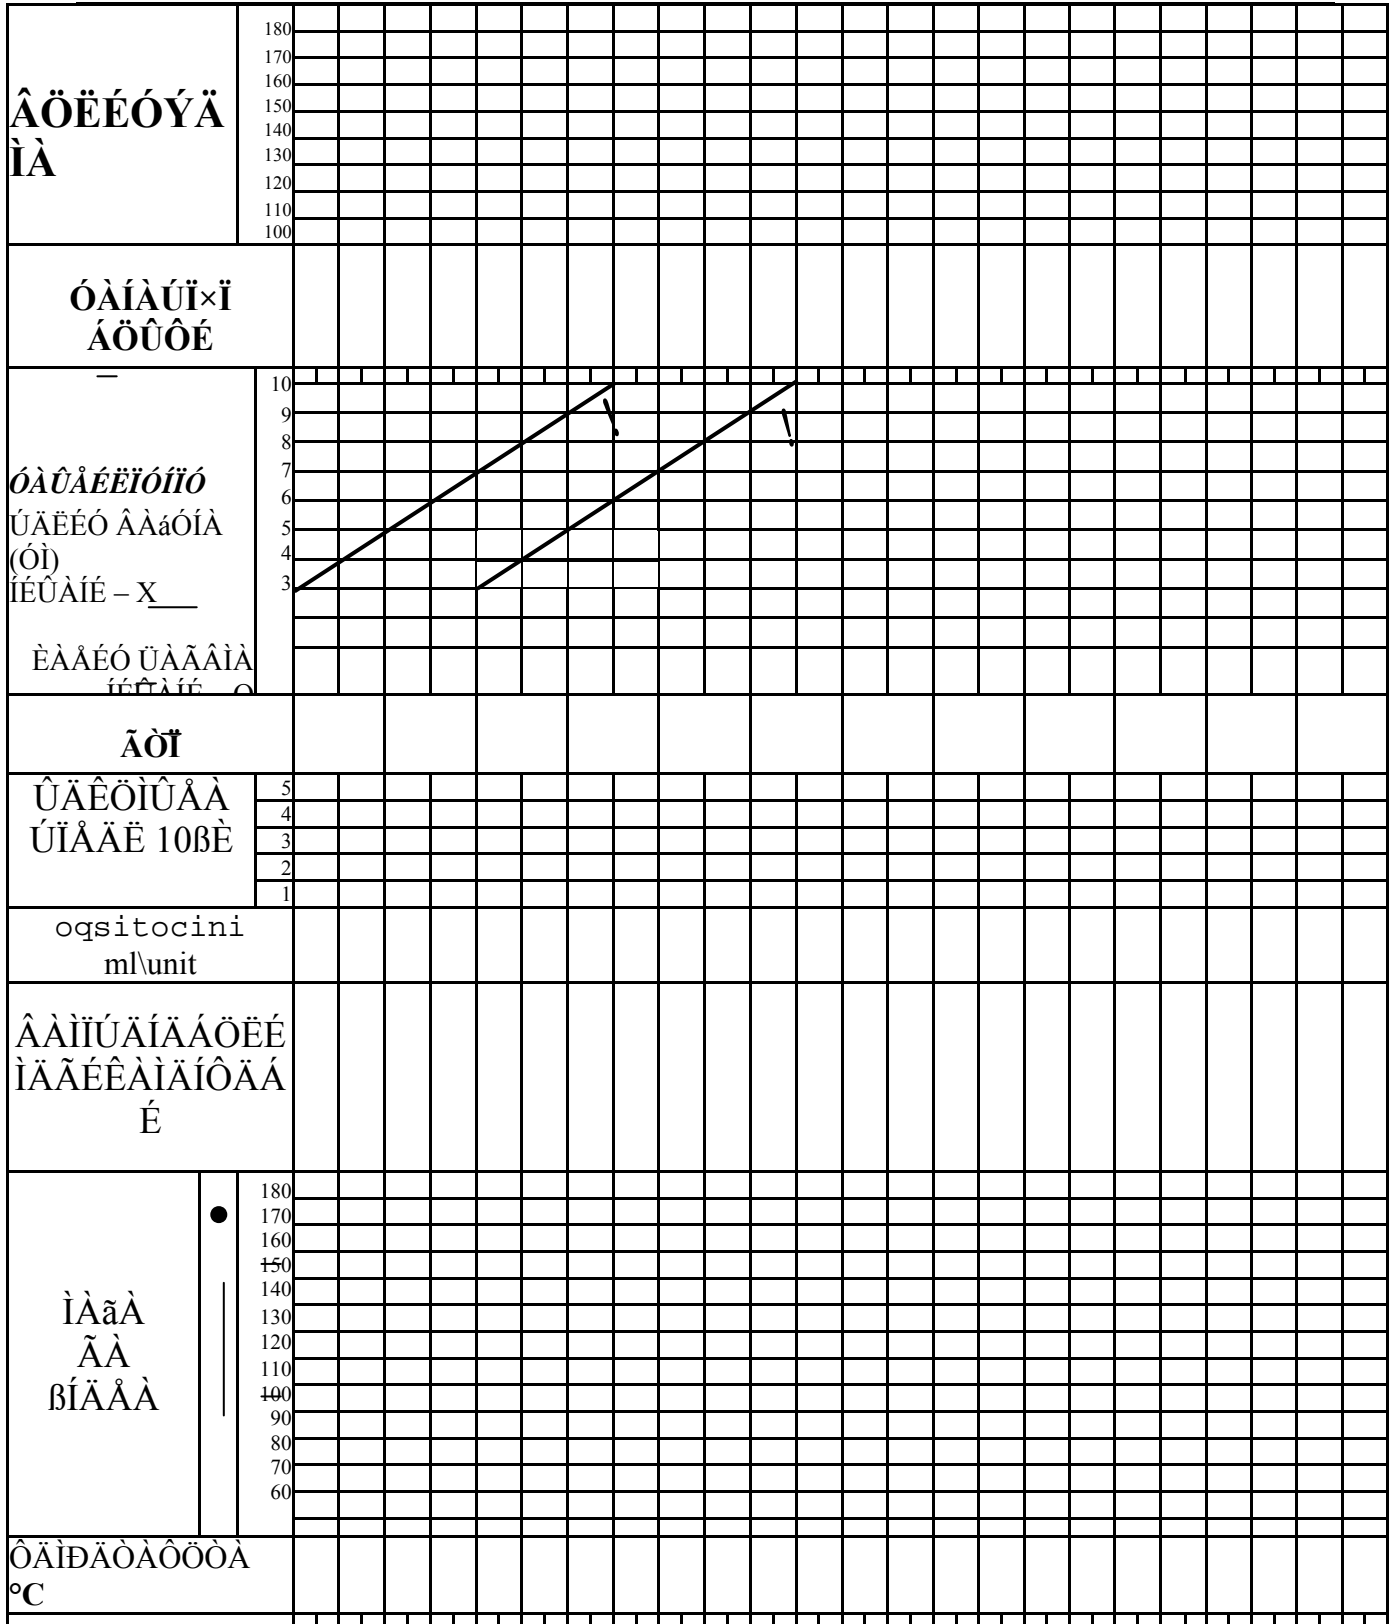 180
170
160
150
140
130
120
110
100
ÂÖËÉÓÝÄ
ÌÀ
ÓÀÍÀÚÏ×Ï
ÁÖÛÔÉ
10
9
8
7
6
5
4
3
ÓÀÛÅÉËÏÓÍÏÓ
ÚÄËÉÓ ÂÀáÓÍÀ
(ÓÌ)
ÍÉÛÀÍÉ – X
ÈÀÅÉÓ ÜÀÃÂÌÀ
ÍÉÛÀÍÉ – O
ÃÒÏ
ÛÄÊÖÌÛÅÀ
ÚÏÅÄË 10ßÈ
5
4
3
2
1
oqsitocini
ml\unit
ÂÀÌÏÚÄÍÄÁÖËÉ
ÌÄÃÉÊÀÌÄÍÔÄÁ
É
180
170
160
150
140
130
120
110
100
90
80
70
60
ÌÀãÀ
ÃÀ
ßÍÄÅÀ
ÔÄÌÐÄÒÀÔÖÒÀ
°C